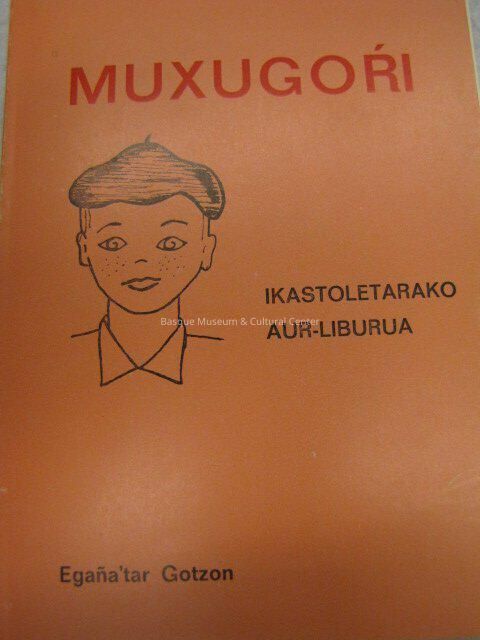 MUXUGOŔI
IKASTOLETARAKO
AUR-LIBURUA
Basque Museum & Cultural Center
Egaña'tar Gotzon